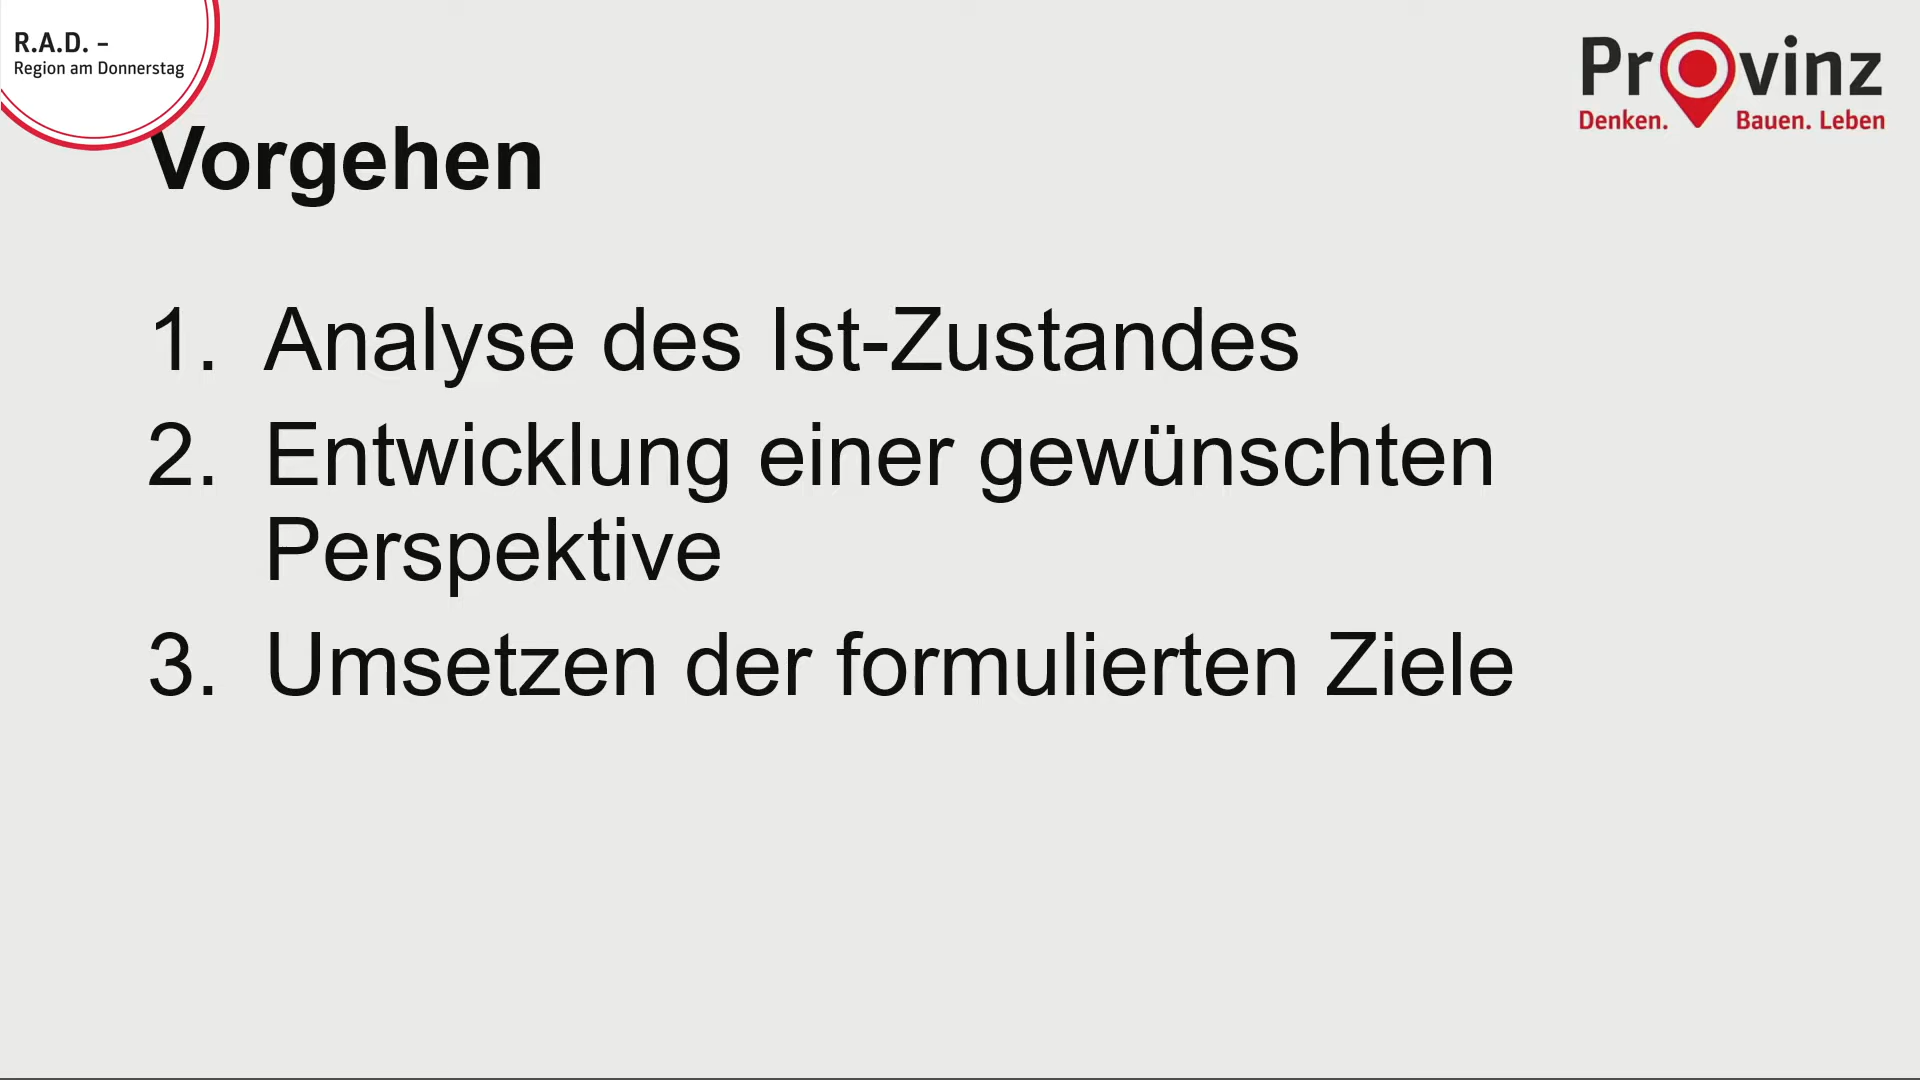 R.A.D. –
Region am Donnerstag
Provinz
Denken. Bauen. Leben
Vorgehen
1. Analyse des Ist-Zustandes
2. Entwicklung einer gewünschten
Perspektive
3. Umsetzen der formulierten Ziele